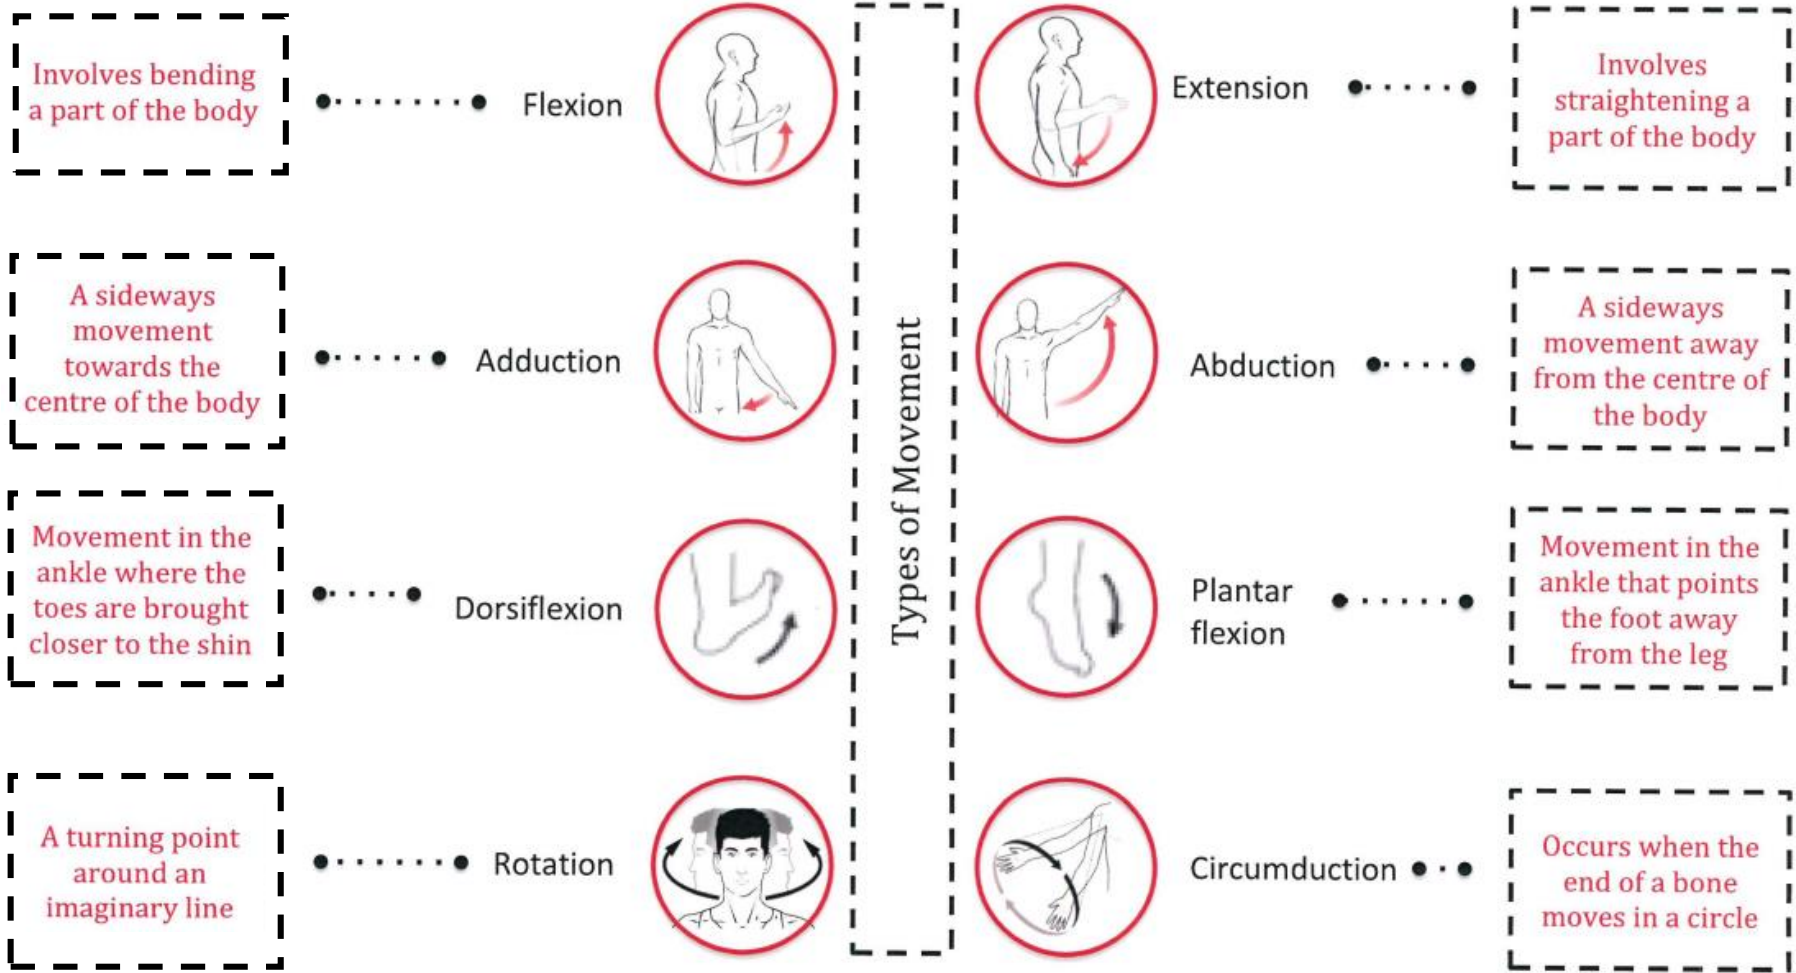 Involves bending
a part of the body
Flexion
Extension
Involves
straightening a
part of the body
A sideways
movement
towards the
centre of the body
Adduction
Abduction
A sideways
movement away
from the centre of
the body
Types of Movement
Movement in the
ankle where the
toes are brought
closer to the shin
Dorsiflexion
Plantar
flexion
Movement in the
ankle that points
the foot away
from the leg
A turning point
around an
imaginary line
Rotation
Circumduction
Occurs when the
end of a bone
moves in a circle